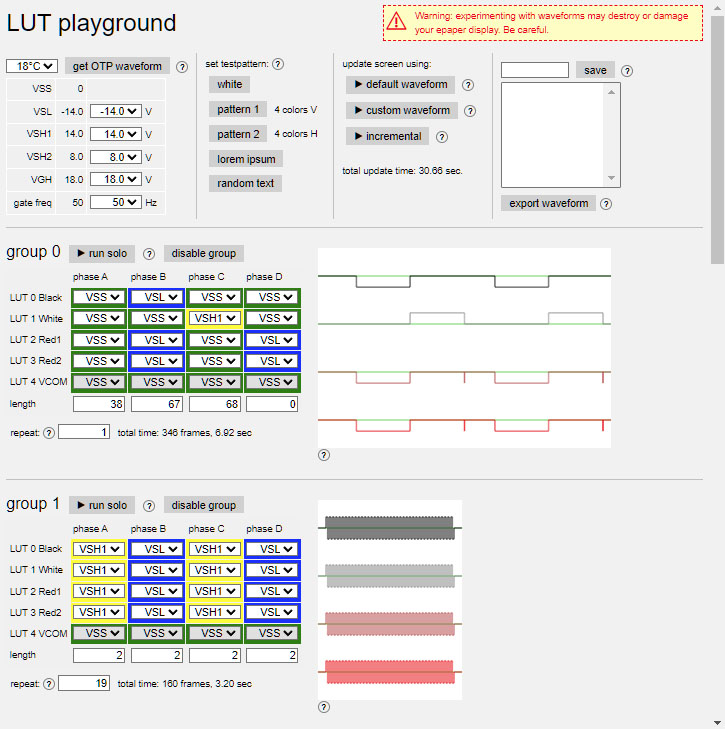 LUT playground
Warning: experimenting with waveforms may destroy or damage
your epaper display. Be careful.
18°C get OTP waveform ?
VSS 0
VSL -14.0 -14.0 V
VSH1 14.0 14.0 V
VSH2 8.0 8.0 V
VGH 18.0 18.0 V
gate freq 50 50 Hz
set testpattern: ?
white
pattern 1 4 colors V
pattern 2 4 colors H
lorem ipsum
random text
update screen using:
default waveform ?
custom waveform ?
incremental ?
total update time: 30.66 sec.
save ?
export waveform ?
group 0 run solo ? disable group
phase A phase B phase C phase D
LUT 0 Black VSS VSL VSS VSS
LUT 1 White VSS VSS VSH1 VSS
LUT 2 Red1 VSS VSL VSS VSL
LUT 3 Red2 VSS VSL VSS VSL
LUT 4 VCOM VSS VSS VSS VSS
length 38 67 68 0
repeat: ? 1 total time: 346 frames, 6.92 sec
?
group 1 run solo ? disable group
phase A phase B phase C phase D
LUT 0 Black VSH1 VSL VSH1 VSL
LUT 1 White VSH1 VSL VSH1 VSL
LUT 2 Red1 VSH1 VSL VSH1 VSL
LUT 3 Red2 VSH1 VSL VSH1 VSL
LUT 4 VCOM VSS VSS VSS VSS
length 2 2 2 2
repeat: ? 19 total time: 160 frames, 3.20 sec
?